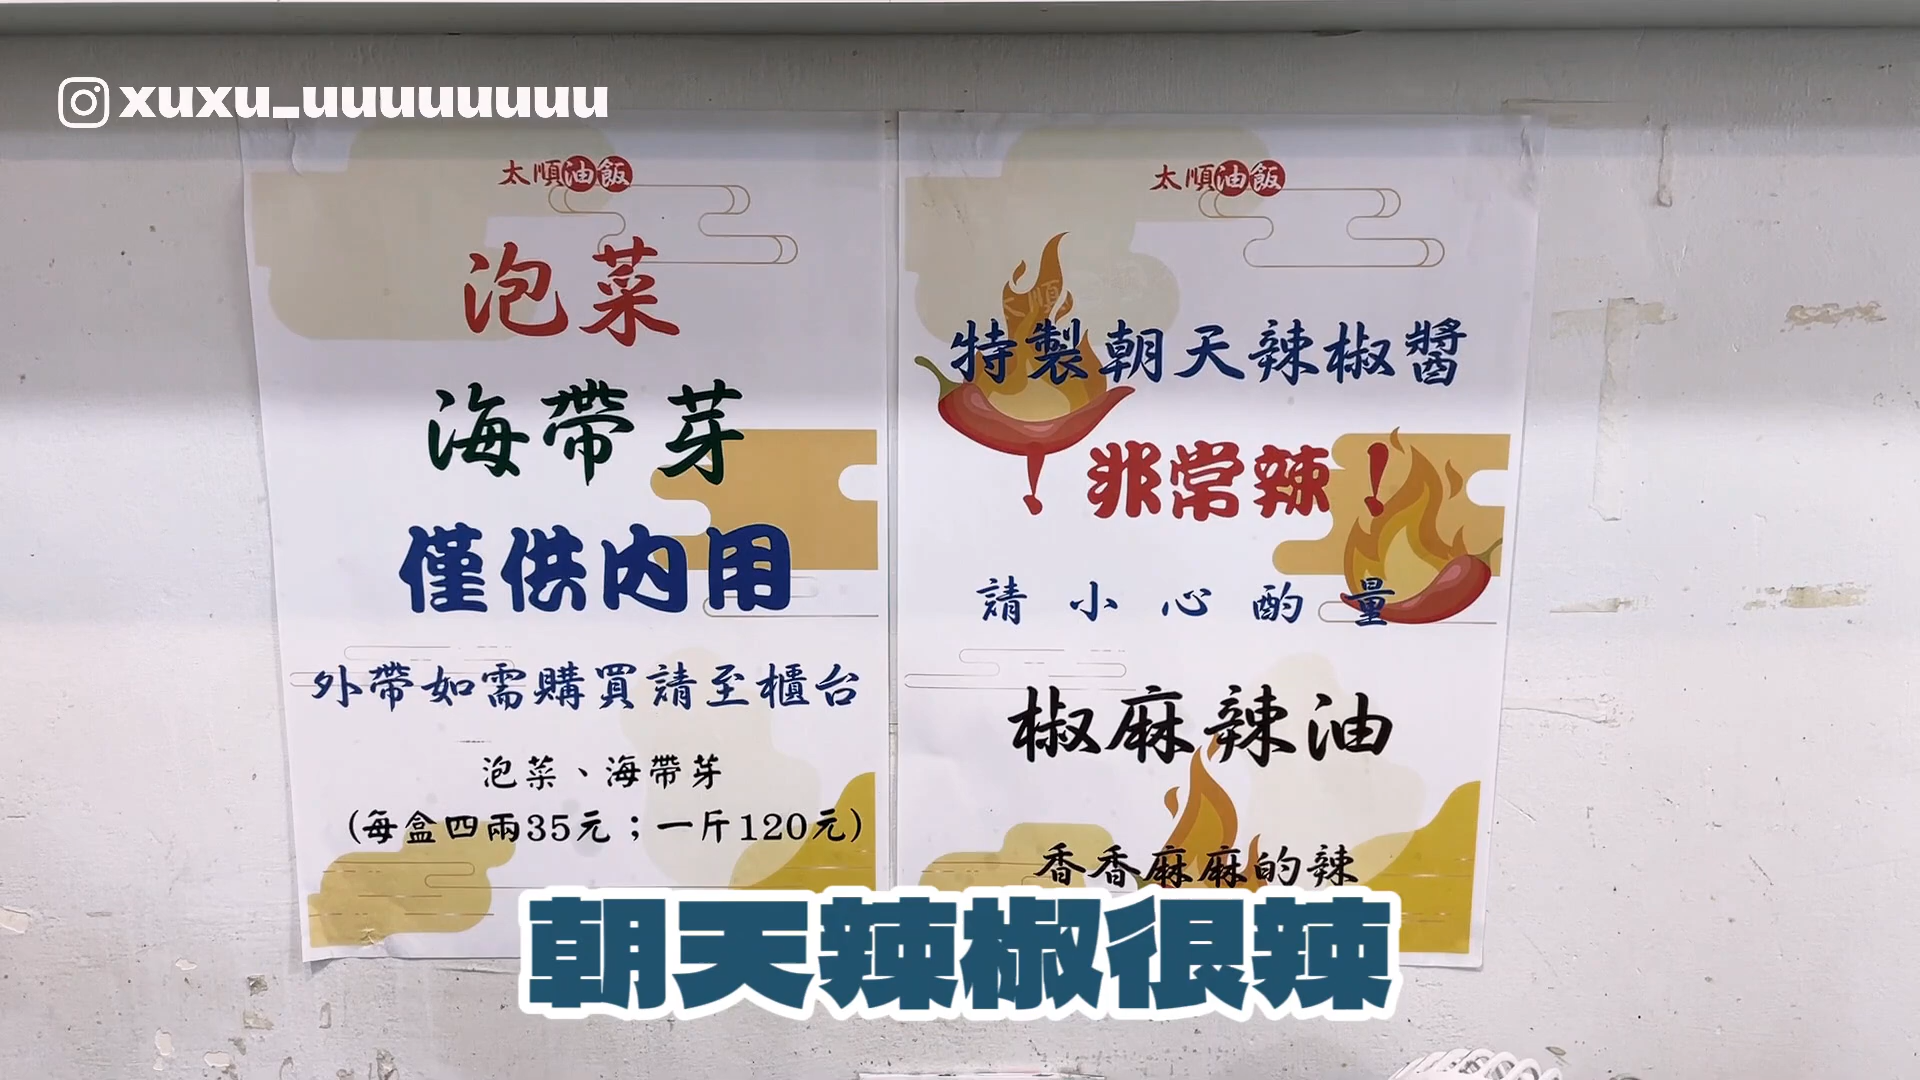 xuxu_uuuuuuuuu
太順油飯
泡菜
海帶芽
僅供內用
外帶如需購買請至櫃台
泡菜、海帶芽
(每盒四兩35元；一斤120元)
太順油飯
特製朝天辣椒醬
！非常辣！
請小心酌量
椒麻辣油
香香麻麻的辣
朝天辣椒很辣